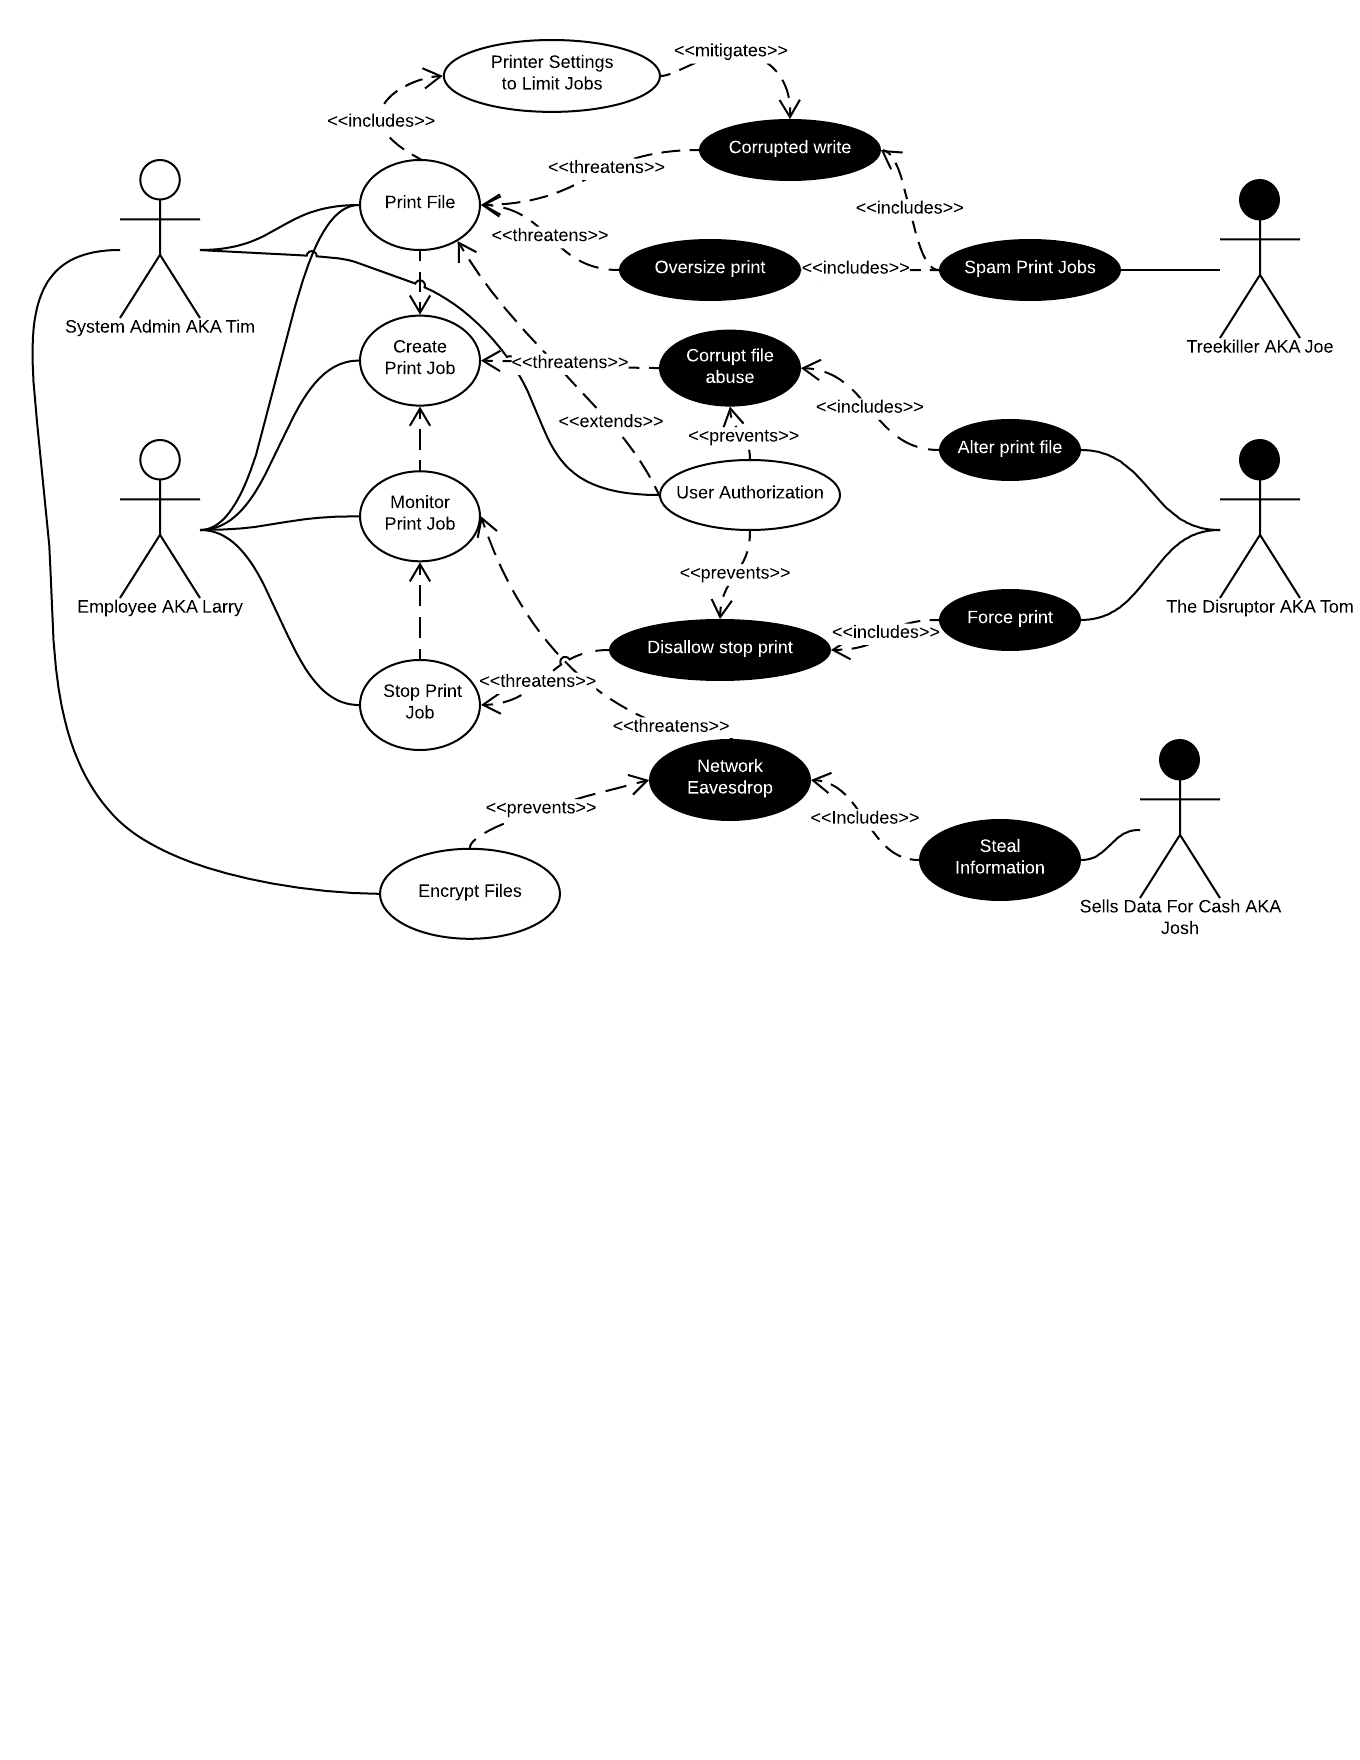 <<mitigates>>
Printer Settings
to Limit Jobs
<<includes>>
Corrupted write
<<threatens>>
Print File
<<includes>>
<<threatens>>
Oversize print
<<includes>>
Spam Print Jobs
System Admin AKA Tim
Treekiller AKA Joe
Create
Print Job
<<threatens>>
Corrupt file
abuse
<<includes>>
<<extends>>
<<prevents>>
Alter print file
Monitor
Print Job
User Authorization
<<prevents>>
Employee AKA Larry
The Disruptor AKA Tom
Force print
<<includes>>
Disallow stop print
<<threatens>>
Stop Print
Job
<<threatens>>
Network
Eavesdrop
<<prevents>>
<<Includes>>
Steal
Information
Encrypt Files
Sells Data For Cash AKA
Josh